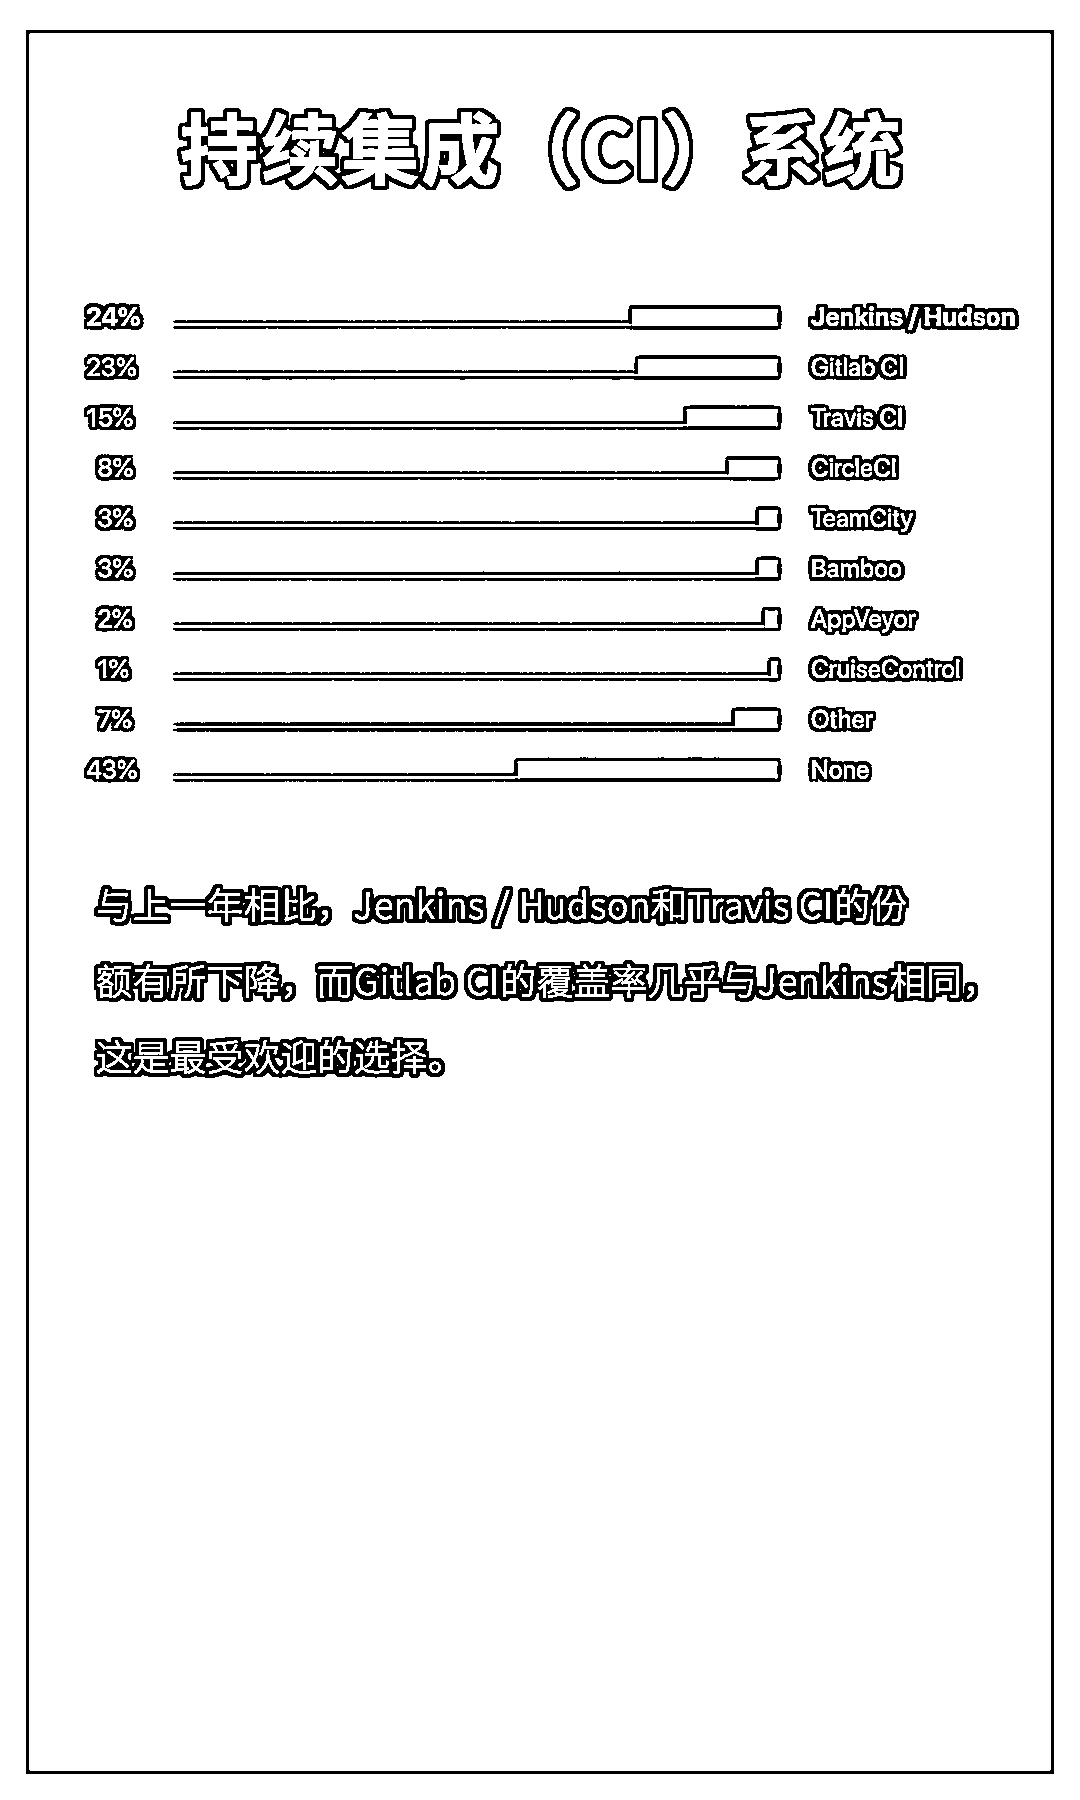 持续集成（CI）系统
24% Jenkins / Hudson
23% Gitlab CI
15% Travis CI
8% CircleCI
3% TeamCity
3% Bamboo
2% AppVeyor
1% CruiseControl
7% Other
43% None
与上一年相比，Jenkins / Hudson和Travis CI的份
额有所下降，而Gitlab CI的覆盖率几乎与Jenkins相同，
这是最受欢迎的选择。